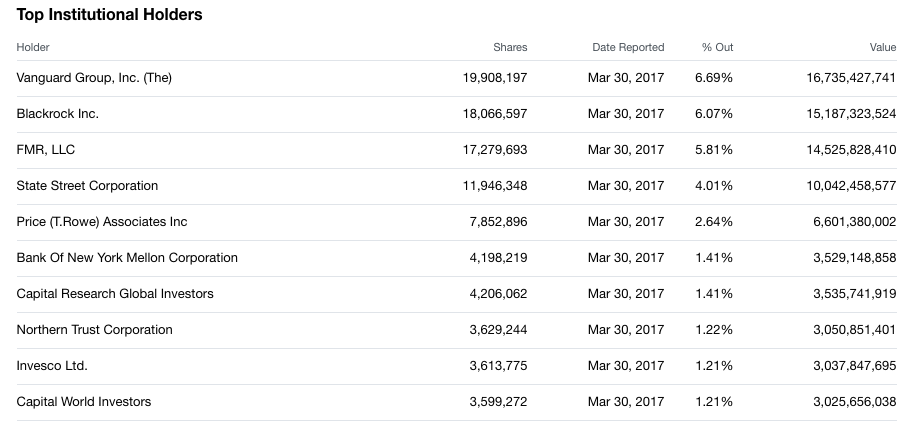 Top Institutional Holders
Holder Shares Date Reported % Out Value
Vanguard Group, Inc. (The) 19,908,197 Mar 30, 2017 6.69% 16,735,427,741
Blackrock Inc. 18,066,597 Mar 30, 2017 6.07% 15,187,323,524
FMR, LLC 17,279,693 Mar 30, 2017 5.81% 14,525,828,410
State Street Corporation 11,946,348 Mar 30, 2017 4.01% 10,042,458,577
Price (T.Rowe) Associates Inc 7,852,896 Mar 30, 2017 2.64% 6,601,380,002
Bank Of New York Mellon Corporation 4,198,219 Mar 30, 2017 1.41% 3,529,148,858
Capital Research Global Investors 4,206,062 Mar 30, 2017 1.41% 3,535,741,919
Northern Trust Corporation 3,629,244 Mar 30, 2017 1.22% 3,050,851,401
Invesco Ltd. 3,613,775 Mar 30, 2017 1.21% 3,037,847,695
Capital World Investors 3,599,272 Mar 30, 2017 1.21% 3,025,656,038